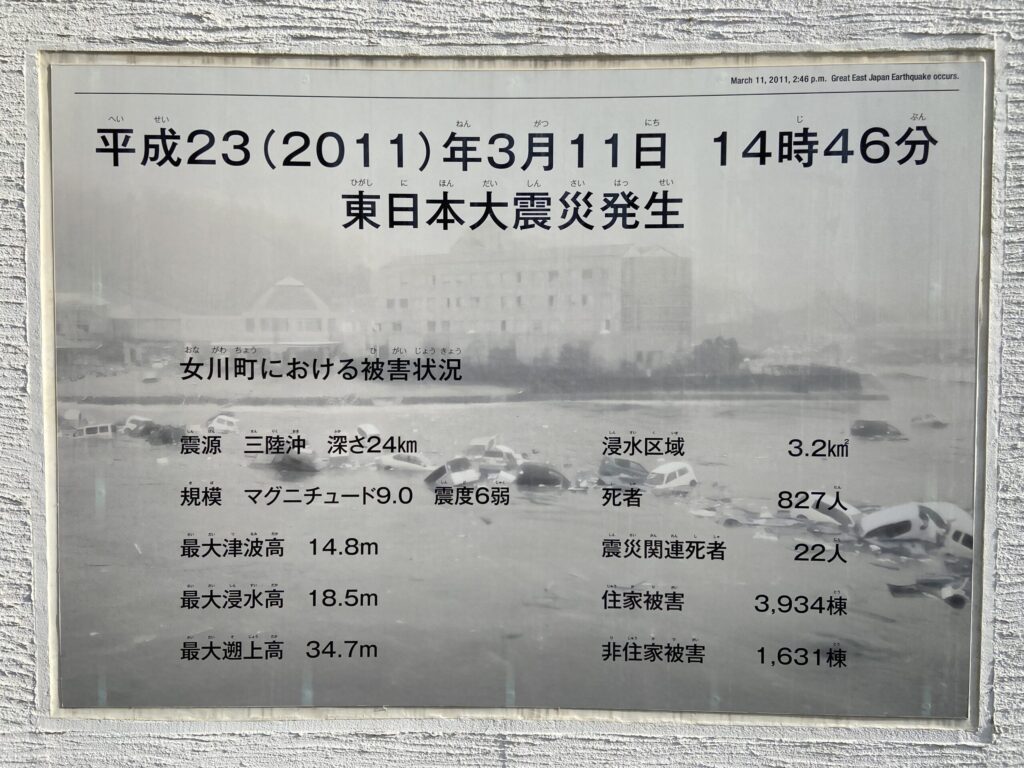 March 11, 2011, 2:46 p.m. Great East Japan Earthquake occurs.
平成23(2011)年3月11日 14時46分
東日本大震災発生
女川町における被害状況
震源 三陸沖 深さ24km
規模 マグニチュード9.0 震度6弱
最大津波高 14.8m
最大浸水高 18.5m
最大遡上高 34.7m
浸水区域 3.2km²
死者 827人
震災関連死者 22人
住家被害 3,934棟
非住家被害 1,631棟